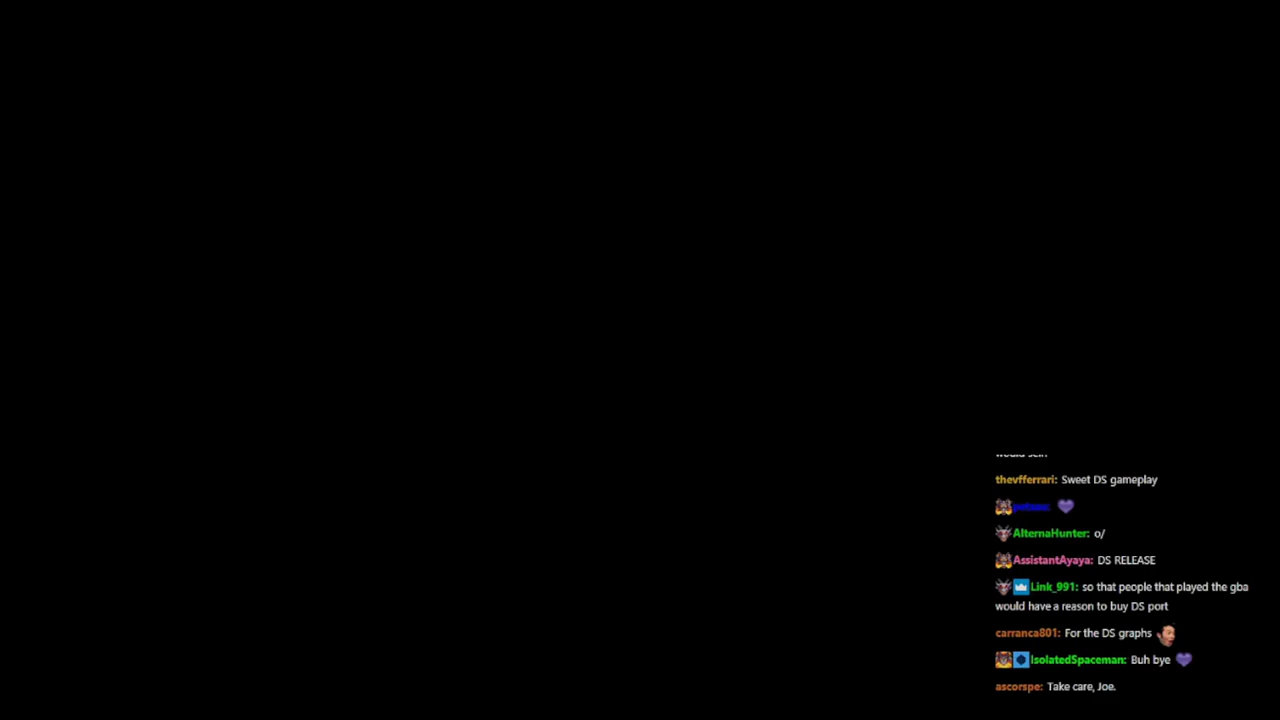 thevfferrari: Sweet DS gameplay
AlternaHunter: o/
AssistantAyaya: DS RELEASE
Link_991: so that people that played the gba
would have a reason to buy DS port
carranca801: For the DS graphs
IsolatedSpaceman: Buh bye
ascorspe: Take care, Joe.